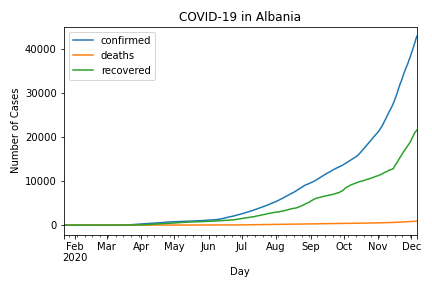 COVID-19 in Albania
confirmed
deaths
recovered
Number of Cases
40000
30000
20000
10000
0
Feb Mar Apr May Jun Jul Aug Sep Oct Nov Dec
2020
Day